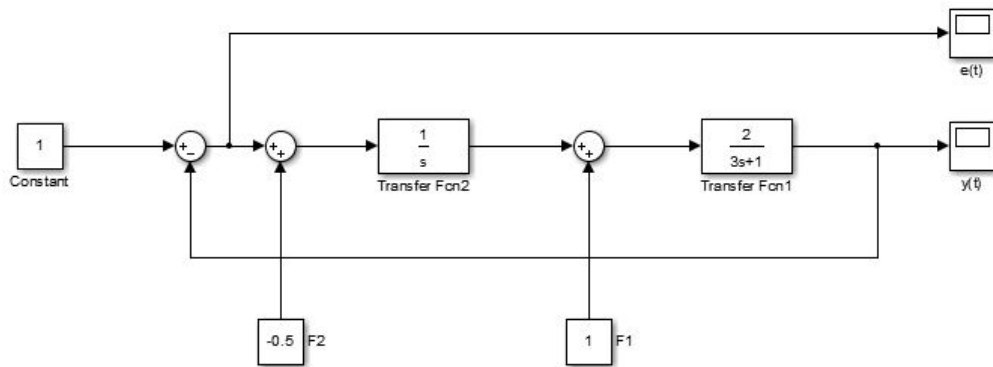 e(t)
1
Constant
+
−
+
+
1
s
Transfer Fcn2
+
+
2
3s+1
Transfer Fcn1
y(t)
-0.5
F2
1
F1